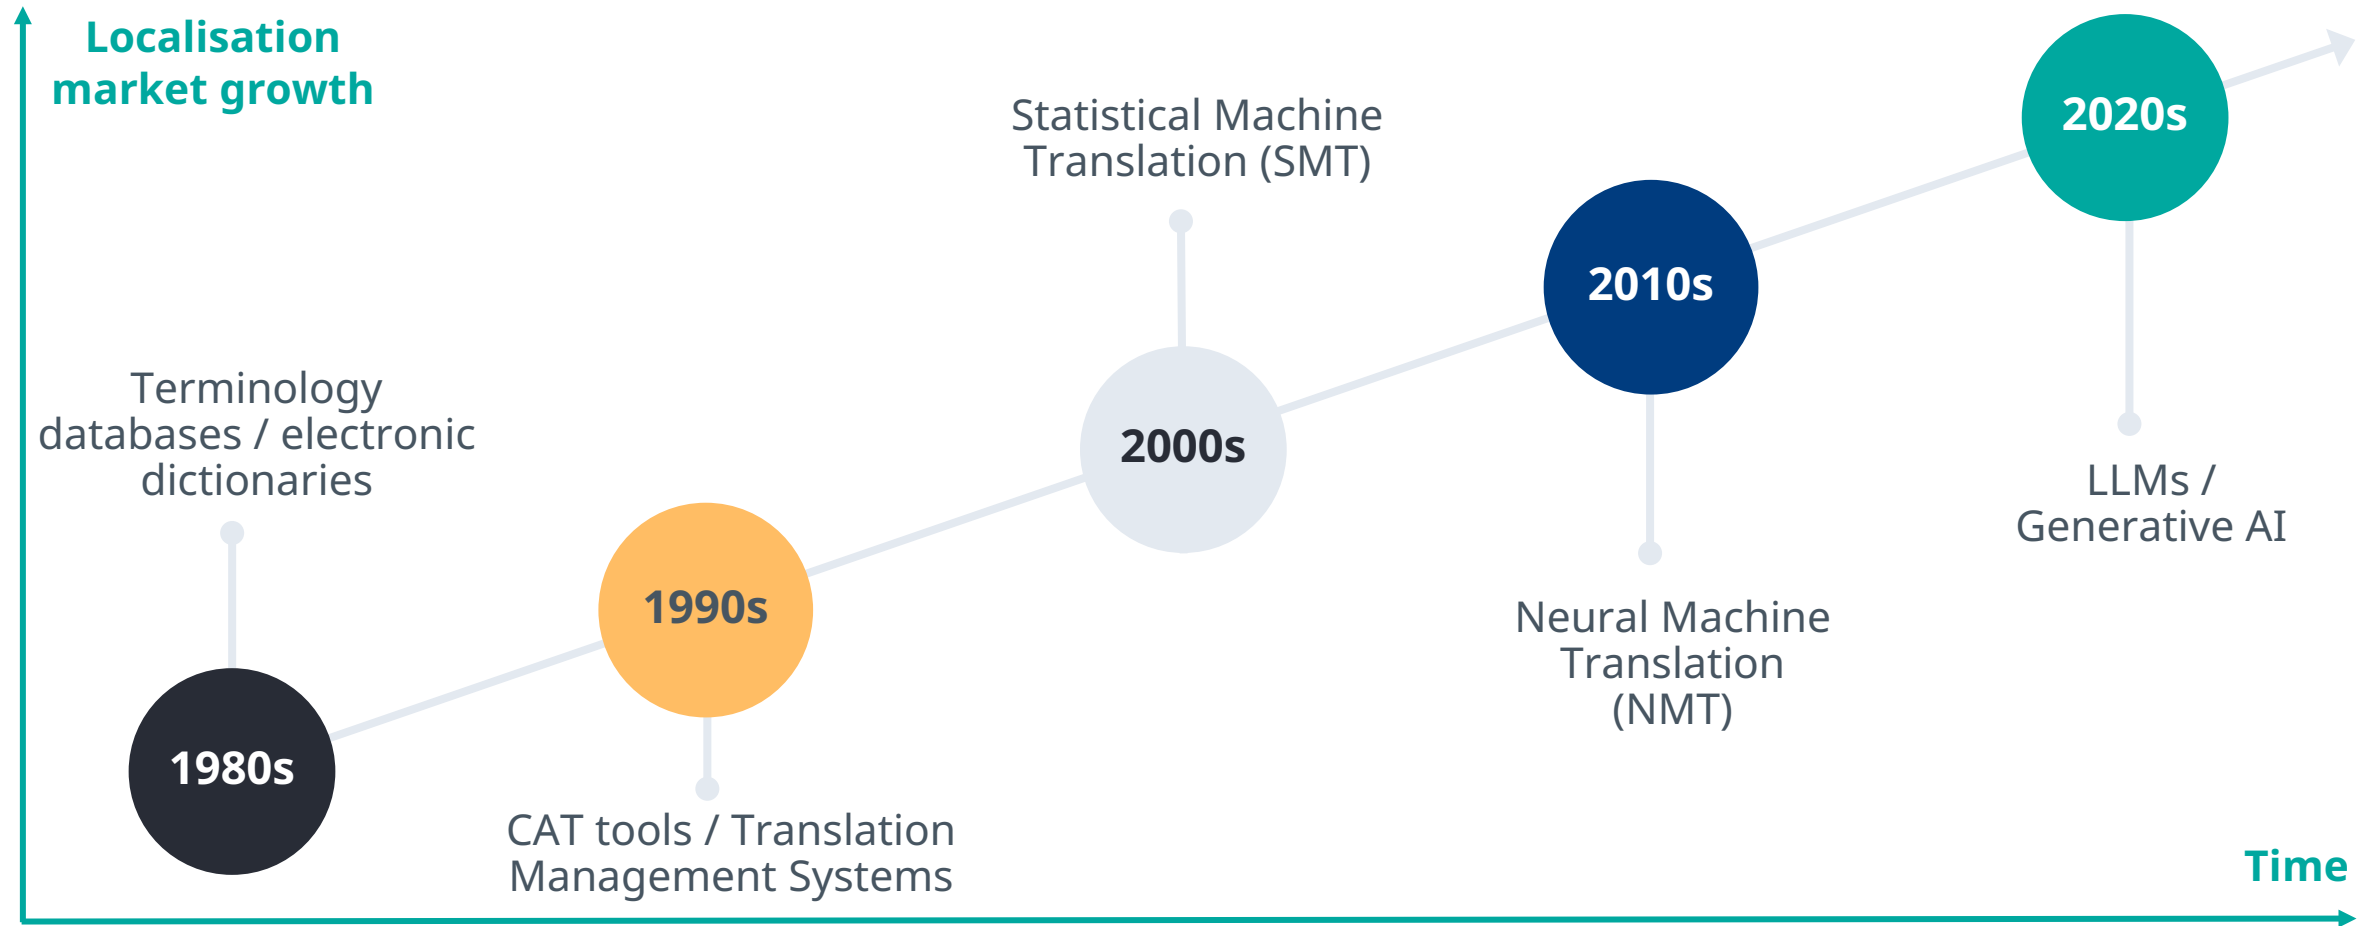 Localisation
market growth
Terminology
databases / electronic
dictionaries
1980s
1990s
CAT tools / Translation
Management Systems
Statistical Machine
Translation (SMT)
2000s
2010s
Neural Machine
Translation
(NMT)
2020s
LLMs /
Generative AI
Time